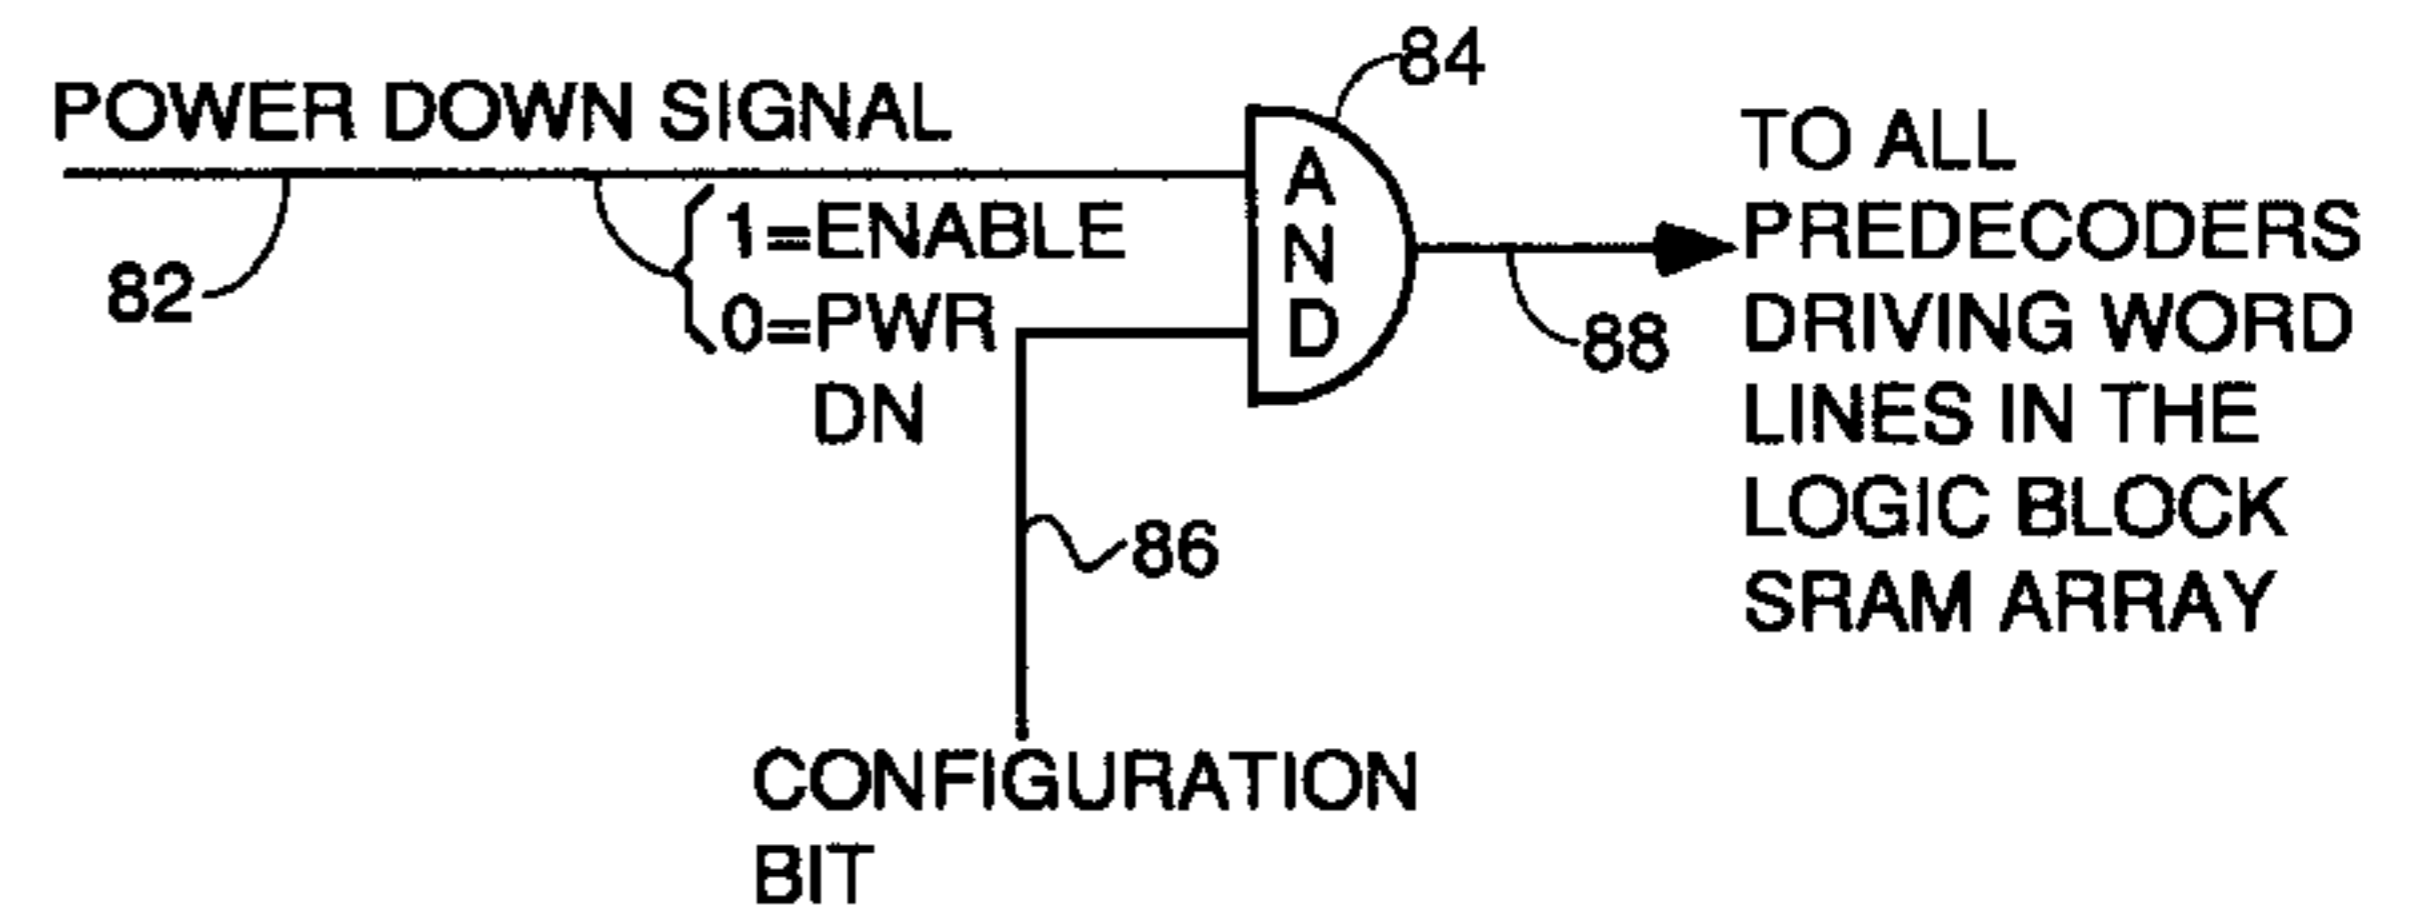 POWER DOWN SIGNAL
82
1=ENABLE
0=PWR
DN
84
A
N
D
86
CONFIGURATION
BIT
88
TO ALL
PREDECODERS
DRIVING WORD
LINES IN THE
LOGIC BLOCK
SRAM ARRAY